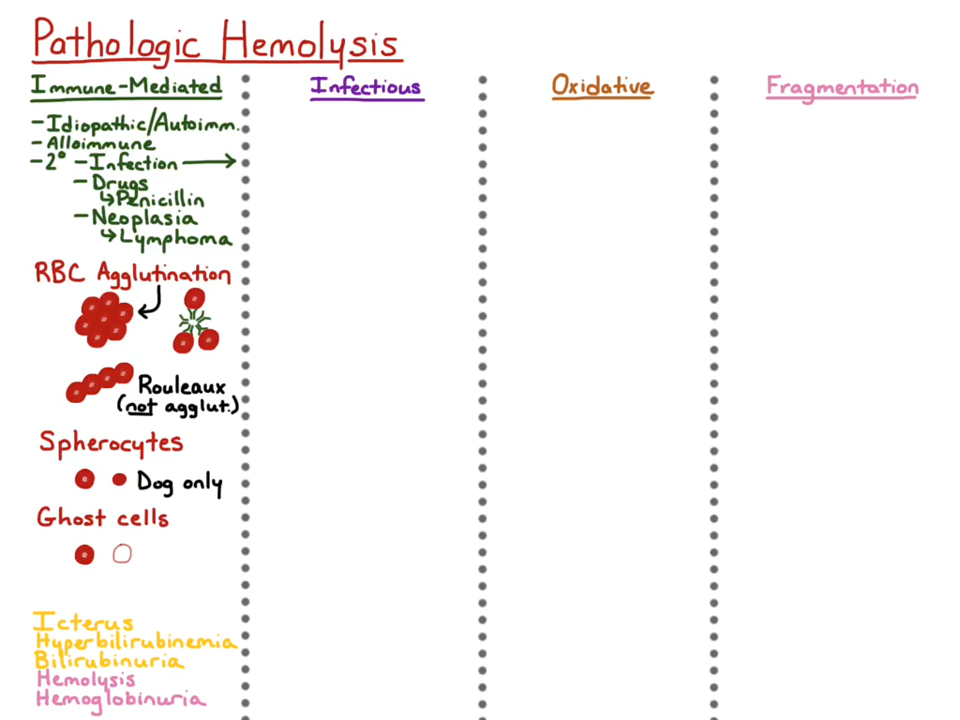 Pathologic Hemolysis
Immune-Mediated
Infectious
Oxidative
Fragmentation
-Idiopathic/Autoimm.
-Alloimmune
-2° -Infection →
-Drugs
↳Penicillin
-Neoplasia
↳Lymphoma
RBC Agglutination
Rouleaux
(not agglut.)
Spherocytes
Dog only
Ghost cells
Icterus
Hyperbilirubinemia
Bilirubinuria
Hemolysis
Hemoglobinuria